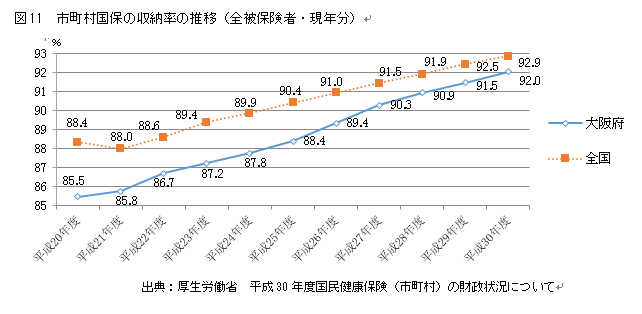 図11 市町村国保の収納率の推移（全被保険者・現年分）
%
93
92
91
90
89
88
87
86
85
88.4
88.0
88.6
89.4
89.9
90.4
91.0
91.5
91.9
92.5
92.9
85.5
85.8
86.7
87.2
87.8
88.4
89.4
90.3
90.9
91.5
92.0
大阪府
全国
平成20年度
平成21年度
平成22年度
平成23年度
平成24年度
平成25年度
平成26年度
平成27年度
平成28年度
平成29年度
平成30年度
出典：厚生労働省 平成30年度国民健康保険（市町村）の財政状況について